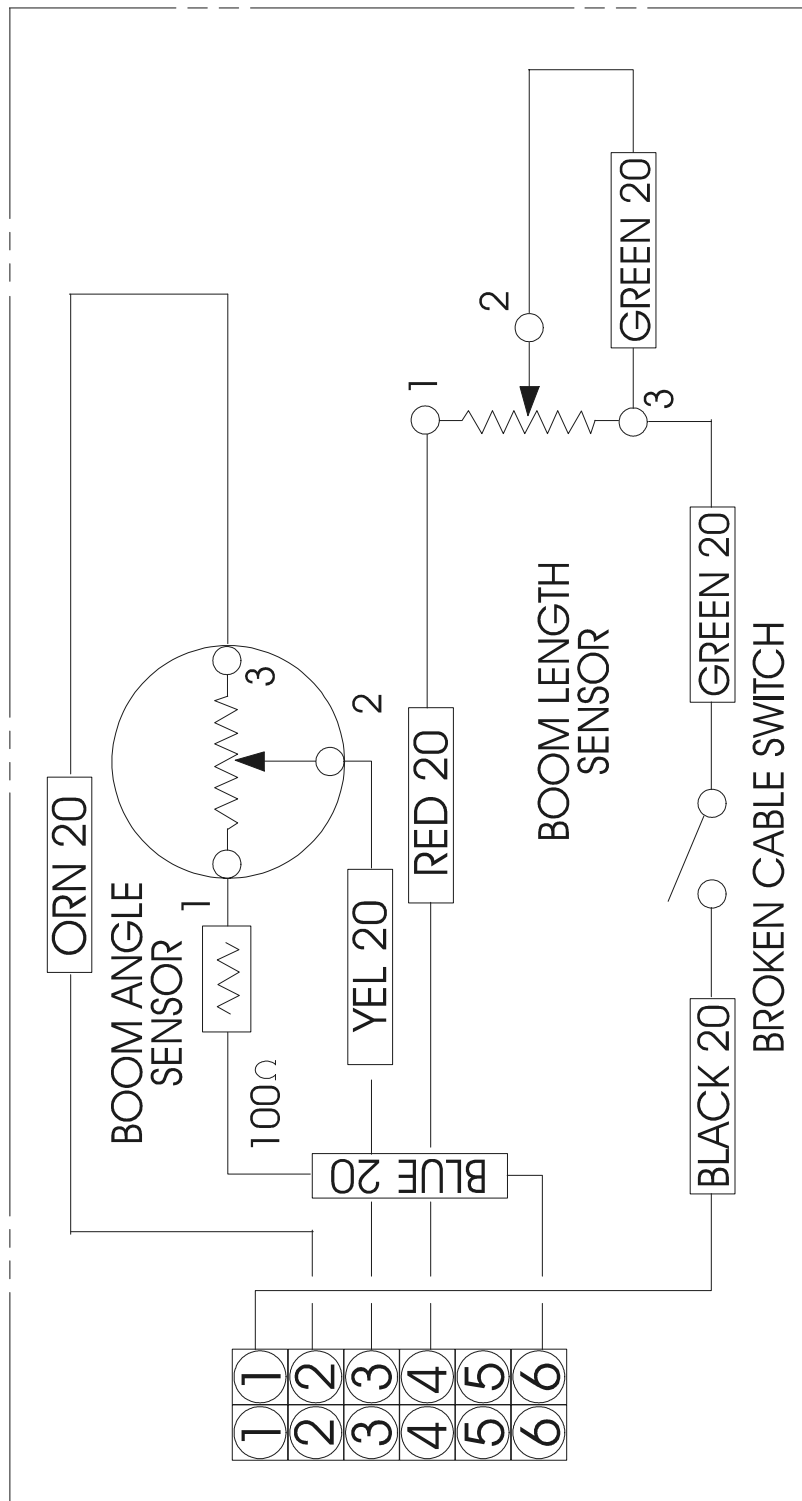 ORN 20
BOOM ANGLE
SENSOR
1
2
3
100Ω
YEL 20
BLUE 20
RED 20
BOOM LENGTH
SENSOR
1
2
3
GREEN 20
GREEN 20
BROKEN CABLE SWITCH
BLACK 20
1 1
2 2
3 3
4 4
5 5
6 6